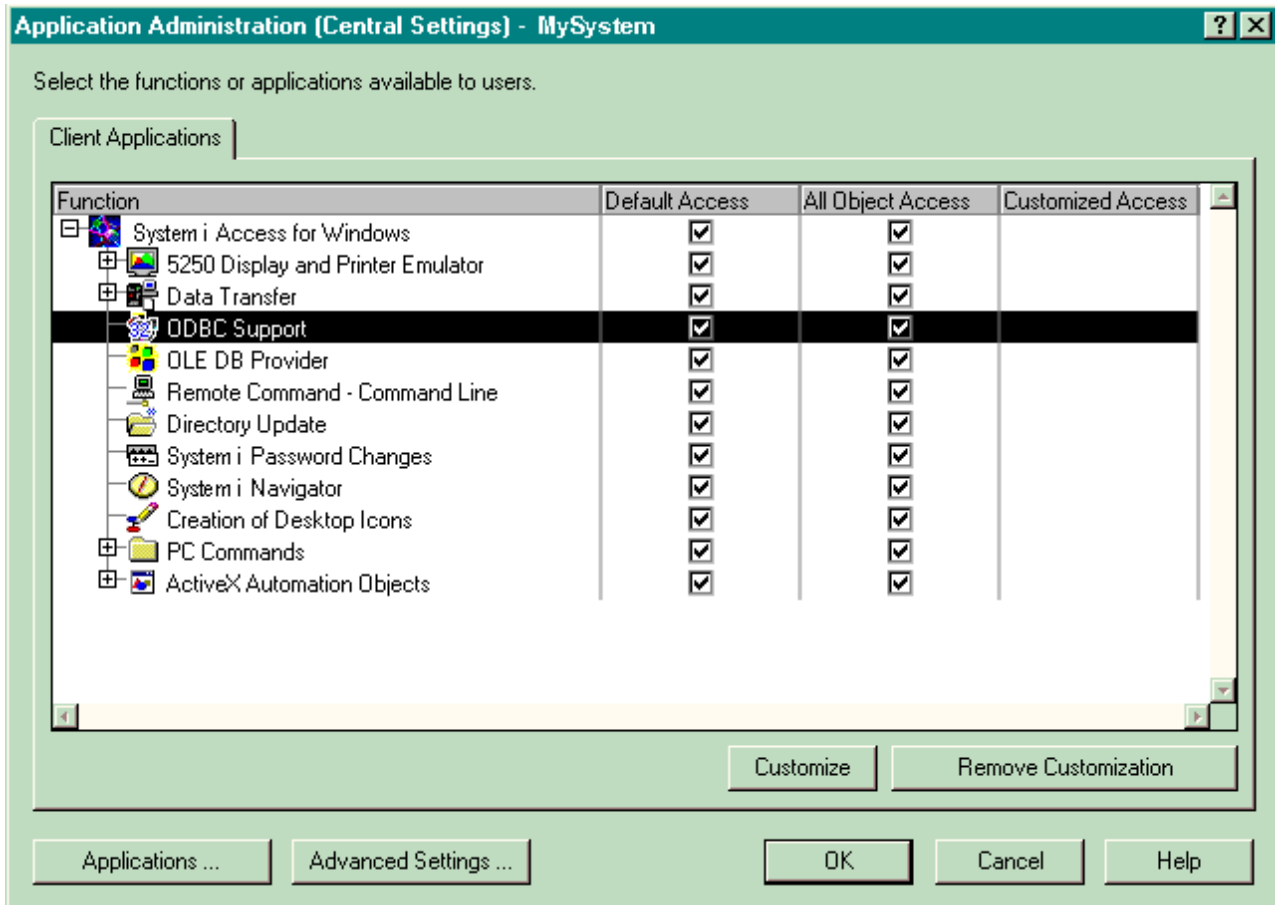 Application Administration (Central Settings) - MySystem
Select the functions or applications available to users.
Client Applications
Function Default Access All Object Access Customized Access
System i Access for Windows
5250 Display and Printer Emulator
Data Transfer
32 ODBC Support
OLE DB Provider
Remote Command - Command Line
Directory Update
System i Password Changes
System i Navigator
Creation of Desktop Icons
PC Commands
ActiveX Automation Objects
Customize Remove Customization
Applications ... Advanced Settings ... OK Cancel Help